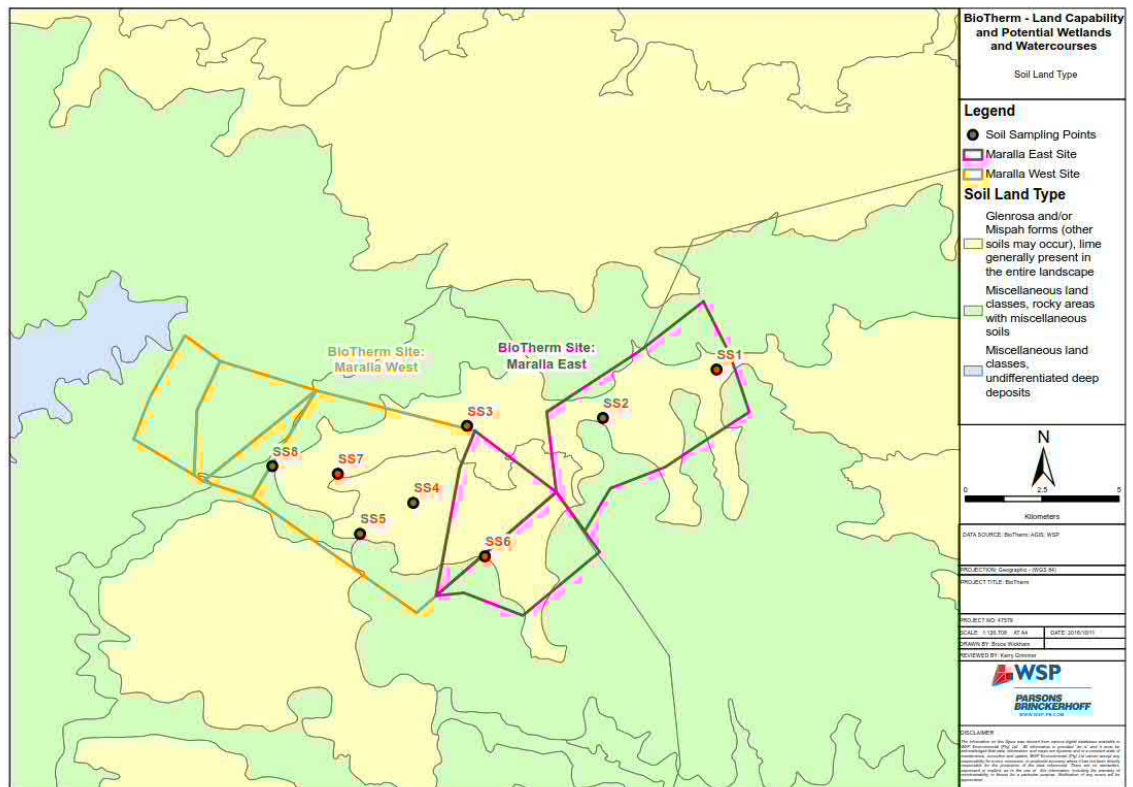 BioTherm - Land Capability
and Potential Wetlands
and Watercourses
Soil Land Type
Legend
Soil Sampling Points
Maralla East Site
Maralla West Site
Soil Land Type
Glenrosa and/or
Mispah forms (other
soils may occur), lime
generally present in
the entire landscape
Miscellaneous land
classes, rocky areas
with miscellaneous
soils
Miscellaneous land
classes,
undifferentiated deep
deposits
N
0 2.5 5
Kilometers
DATA SOURCE: BioTherm; AGIS; WSP
PROJECTION: Geographic - (WGS 84)
PROJECT TITLE: BioTherm
PROJECT NO: 47579
SCALE: AT A4 DATE: 2016/10/11
DRAWN BY: Bruce Wickham
REVIEWED BY: Kerry Grimmer
WSP
PARSONS
BRINCKERHOFF
WWW.WSP-PB.COM
DISCLAIMER
BioTherm Site:
Maralla West
BioTherm Site:
Maralla East
SS1
SS2
SS3
SS8
SS7
SS4
SS5
SS6